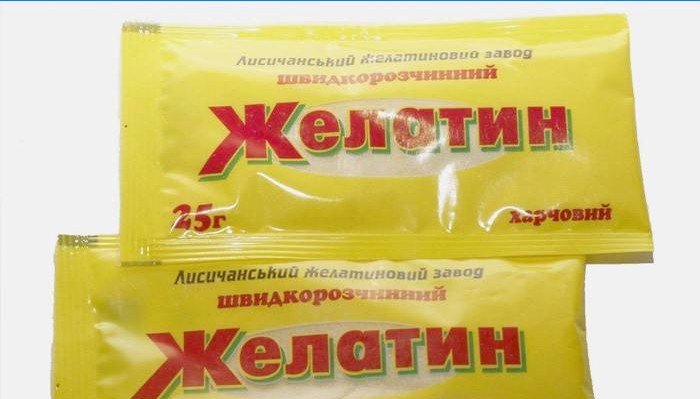 Лисичанський желатиновий завод
швидкорозчинний
Желатин
25г
харчовий
Лисичанський желатиновий завод
швидкорозчинний
Желатин